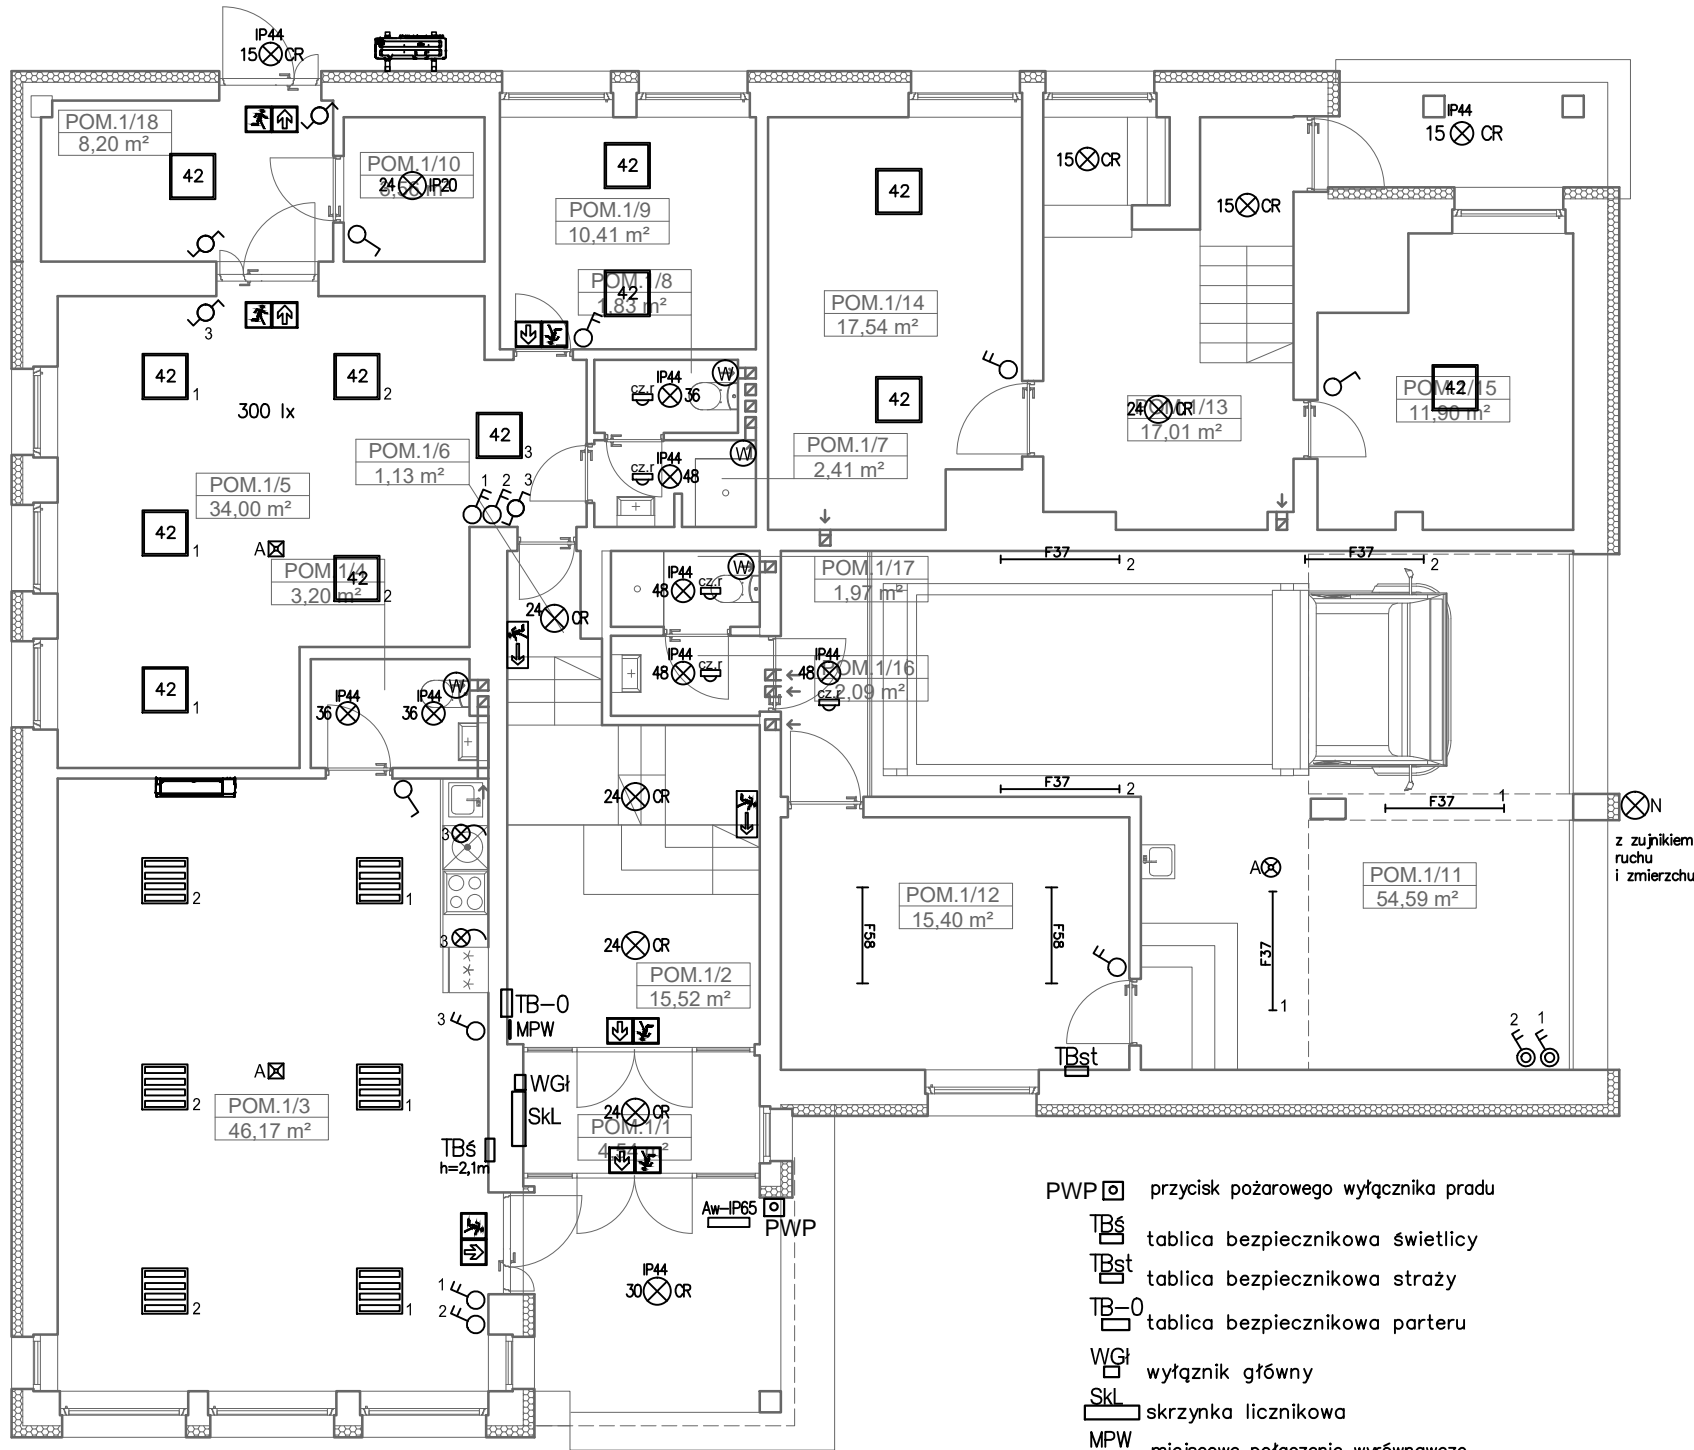 IP44
15 CR
POM.1/18
8,20 m²
42
POM.1/10
24 IP20
42
POM.1/9
10,41 m²
POM.1/8
42
1,83 m²
42
POM.1/14
17,54 m²
42
15 CR
15 CR
IP44
15 CR
POM.1/15
42
11,90 m²
24 CR
POM.1/13
17,01 m²
3
42
1
42
2
300 lx
42
3
POM.1/6
1,13 m²
1 2 3
POM.1/5
34,00 m²
42
1
A
POM.1/4
42
3,20 m²
2
42
1
IP44
cz.r
36
W
IP44
cz.r
48
W
POM.1/7
2,41 m²
IP44
48
cz.r
W
POM.1/17
1,97 m²
IP44
48
cz.r
IP44
48
cz.r
POM.1/16
2,09 m²
F37
2
F37
2
24 CR
IP44
36
IP44
36
W
24 CR
F37
2
F37
1
N
z zujnikiem
ruchu
i zmierzchu
2
1
3
3
A
POM.1/11
54,59 m²
POM.1/12
15,40 m²
F58
F58
F37
1
24 CR
POM.1/2
15,52 m²
TB-0
MPW
3
2 1
A
2
1
POM.1/3
46,17 m²
WGł
SkL
24 CR
POM.1/1
4,54 m²
TBst
TBś
h=2,1m
Aw-IP65
PWP
IP44
30 CR
1
2
2
1
PWP przycisk pożarowego wyłącznika pradu
TBś
tablica bezpiecznikowa świetlicy
TBst
tablica bezpiecznikowa straży
TB-0
tablica bezpiecznikowa parteru
WGł
wyłąznik główny
SkL
skrzynka licznikowa
MPW
miejscowe połączenie wyrównawcze